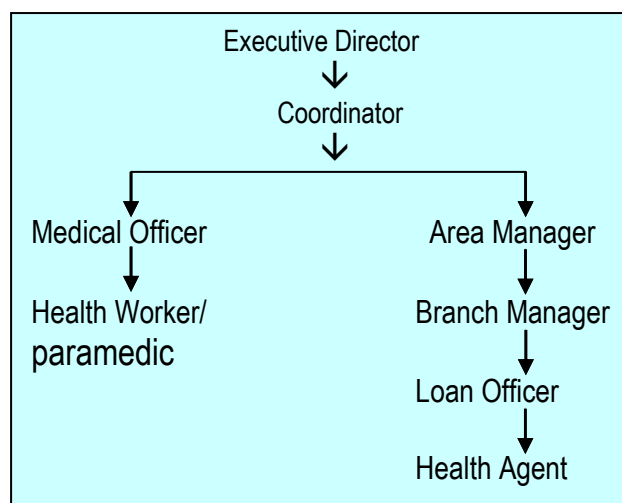 Executive Director
Coordinator
Medical Officer
Area Manager
Health Worker/
paramedic
Branch Manager
Loan Officer
Health Agent